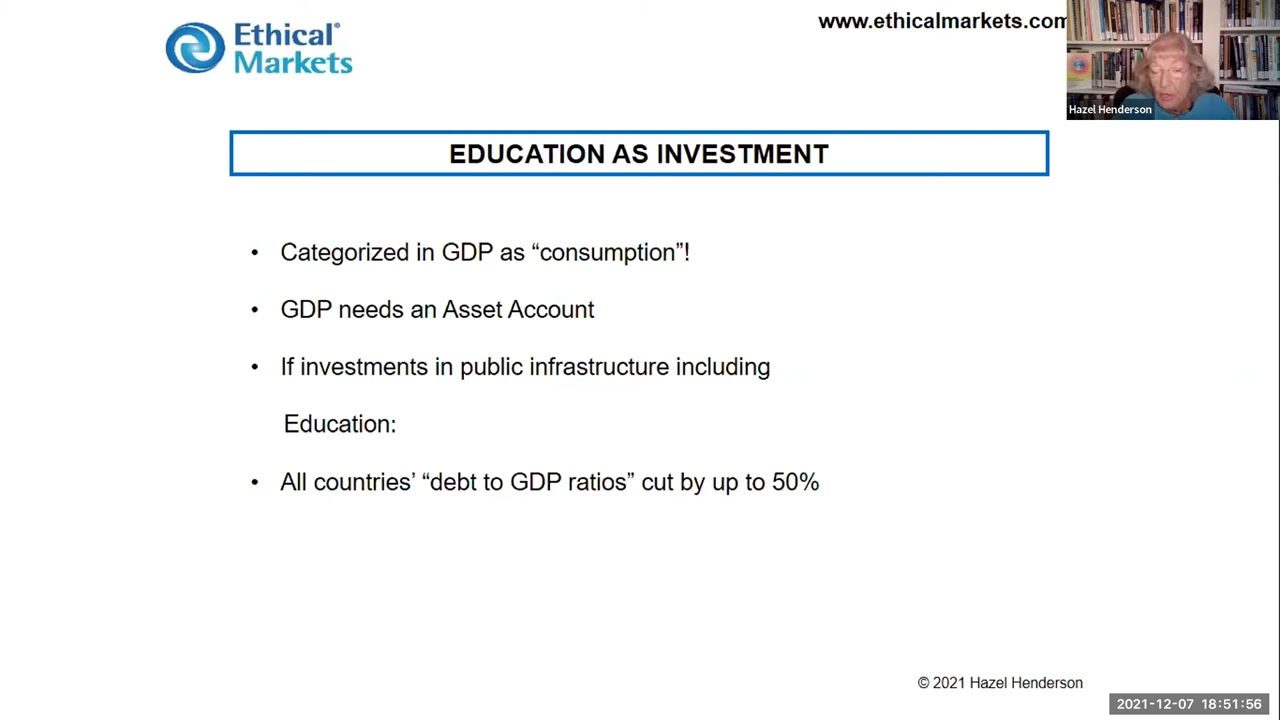 Ethical®
Markets
www.ethicalmarkets.com
Hazel Henderson
EDUCATION AS INVESTMENT
• Categorized in GDP as “consumption”!
• GDP needs an Asset Account
• If investments in public infrastructure including
Education:
• All countries’ “debt to GDP ratios” cut by up to 50%
© 2021 Hazel Henderson
2021-12-07 18:51:56